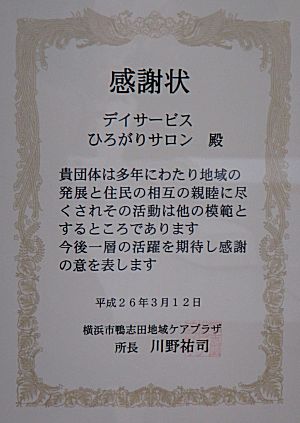 感謝状
デイサービス
ひろがりサロン 殿
貴団体は多年にわたり地域の
発展と住民の相互の親睦に尽
くされその活動は他の模範と
するところであります
今後一層の活躍を期待し感謝
の意を表します
平成26年3月12日
横浜市鴨志田地域ケアプラザ
所長 川野祐司